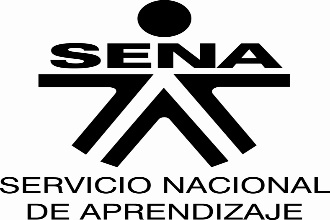 SENA
SERVICIO NACIONAL
DE APRENDIZAJE